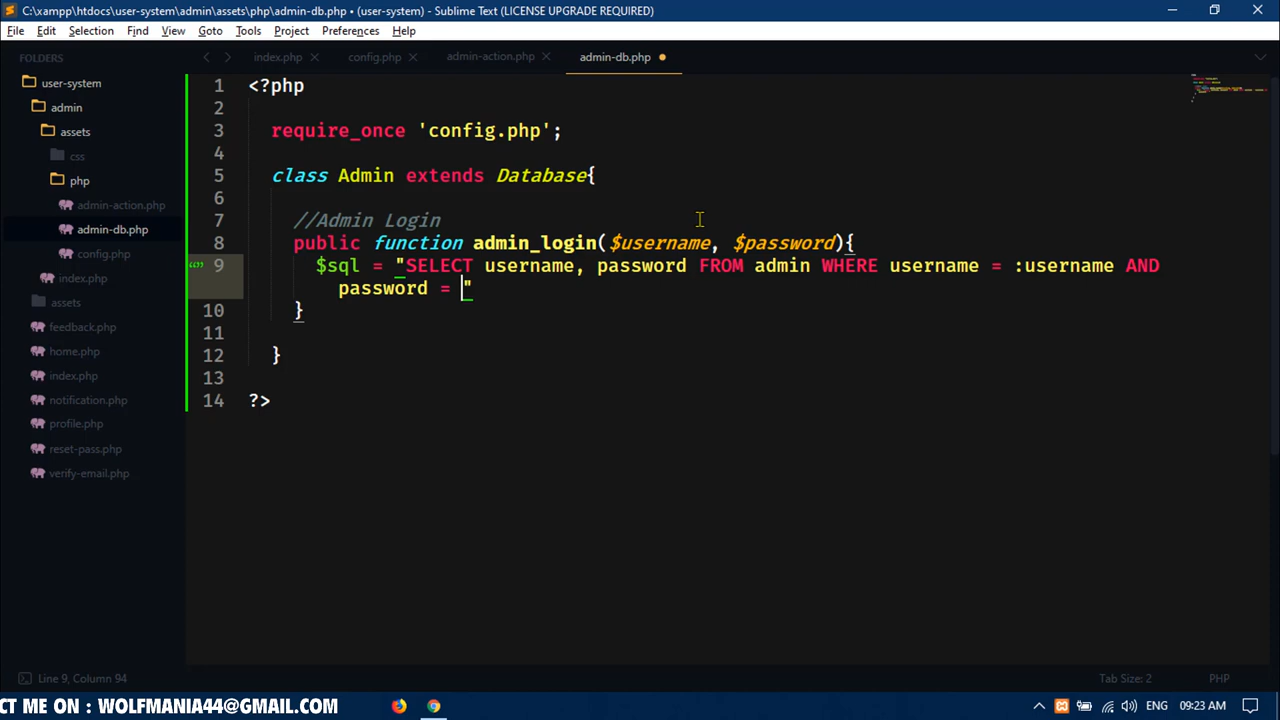 C:\xampp\htdocs\user-system\admin\assets\php\admin-db.php • (user-system) - Sublime Text (LICENSE UPGRADE REQUIRED)
File Edit Selection Find View Goto Tools Project Preferences Help
FOLDERS
user-system
admin
assets
css
php
admin-action.php
admin-db.php
config.php
index.php
assets
feedback.php
home.php
index.php
notification.php
profile.php
reset-pass.php
verify-email.php
index.php config.php admin-action.php admin-db.php
1 <?php
2
3 require_once 'config.php';
4
5 class Admin extends Database{
6
7 //Admin Login
8 public function admin_login($username, $password){
9 $sql = "SELECT username, password FROM admin WHERE username = :username AND
password = "
10 }
11
12 }
13
14 ?>
Line 9, Column 94 Tab Size: 2 PHP
CT ME ON : WOLFMANIA44@GMAIL.COM ENG 09:23 AM